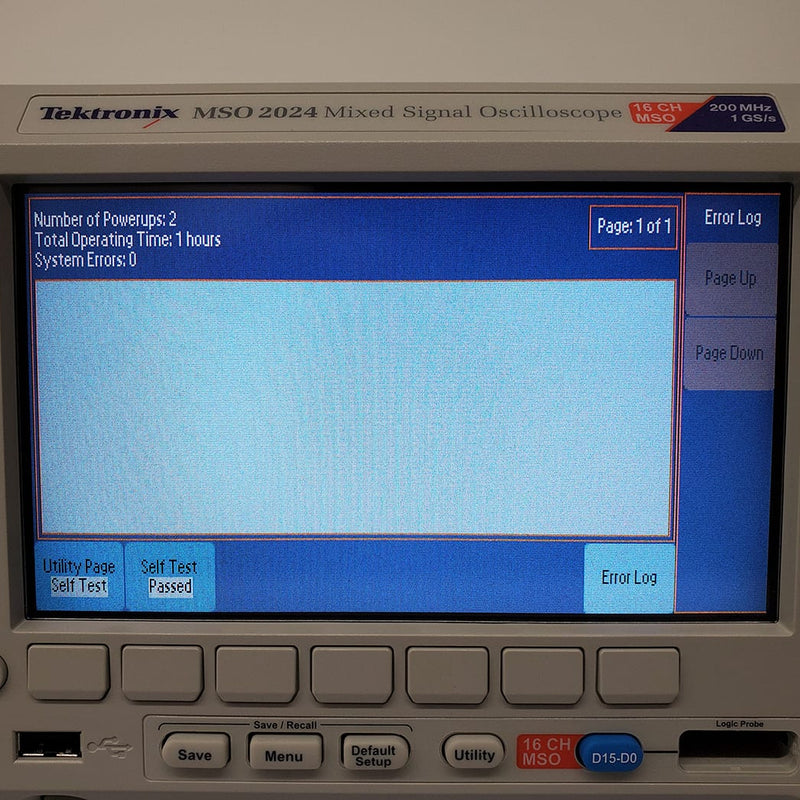 Tektronix MSO 2024 Mixed Signal Oscilloscope
16 CH
MSO
200 MHz
1 GS/s
Number of Powerups: 2
Total Operating Time: 1 hours
System Errors: 0
Page: 1 of 1
Error Log
Page Up
Page Down
Utility Page
Self Test
Self Test
Passed
Error Log
Save / Recall
Logic Probe
Save
Menu
Default
Setup
Utility
16 CH
MSO
D15-D0